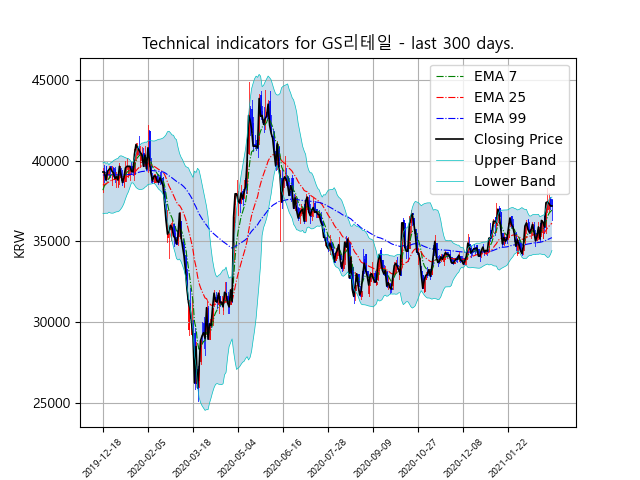 Technical indicators for GS리테일 - last 300 days.
45000
40000
35000
30000
25000
KRW
EMA 7
EMA 25
EMA 99
Closing Price
Upper Band
Lower Band
2019-12-18
2020-02-05
2020-03-18
2020-05-04
2020-06-16
2020-07-28
2020-09-09
2020-10-27
2020-12-08
2021-01-22